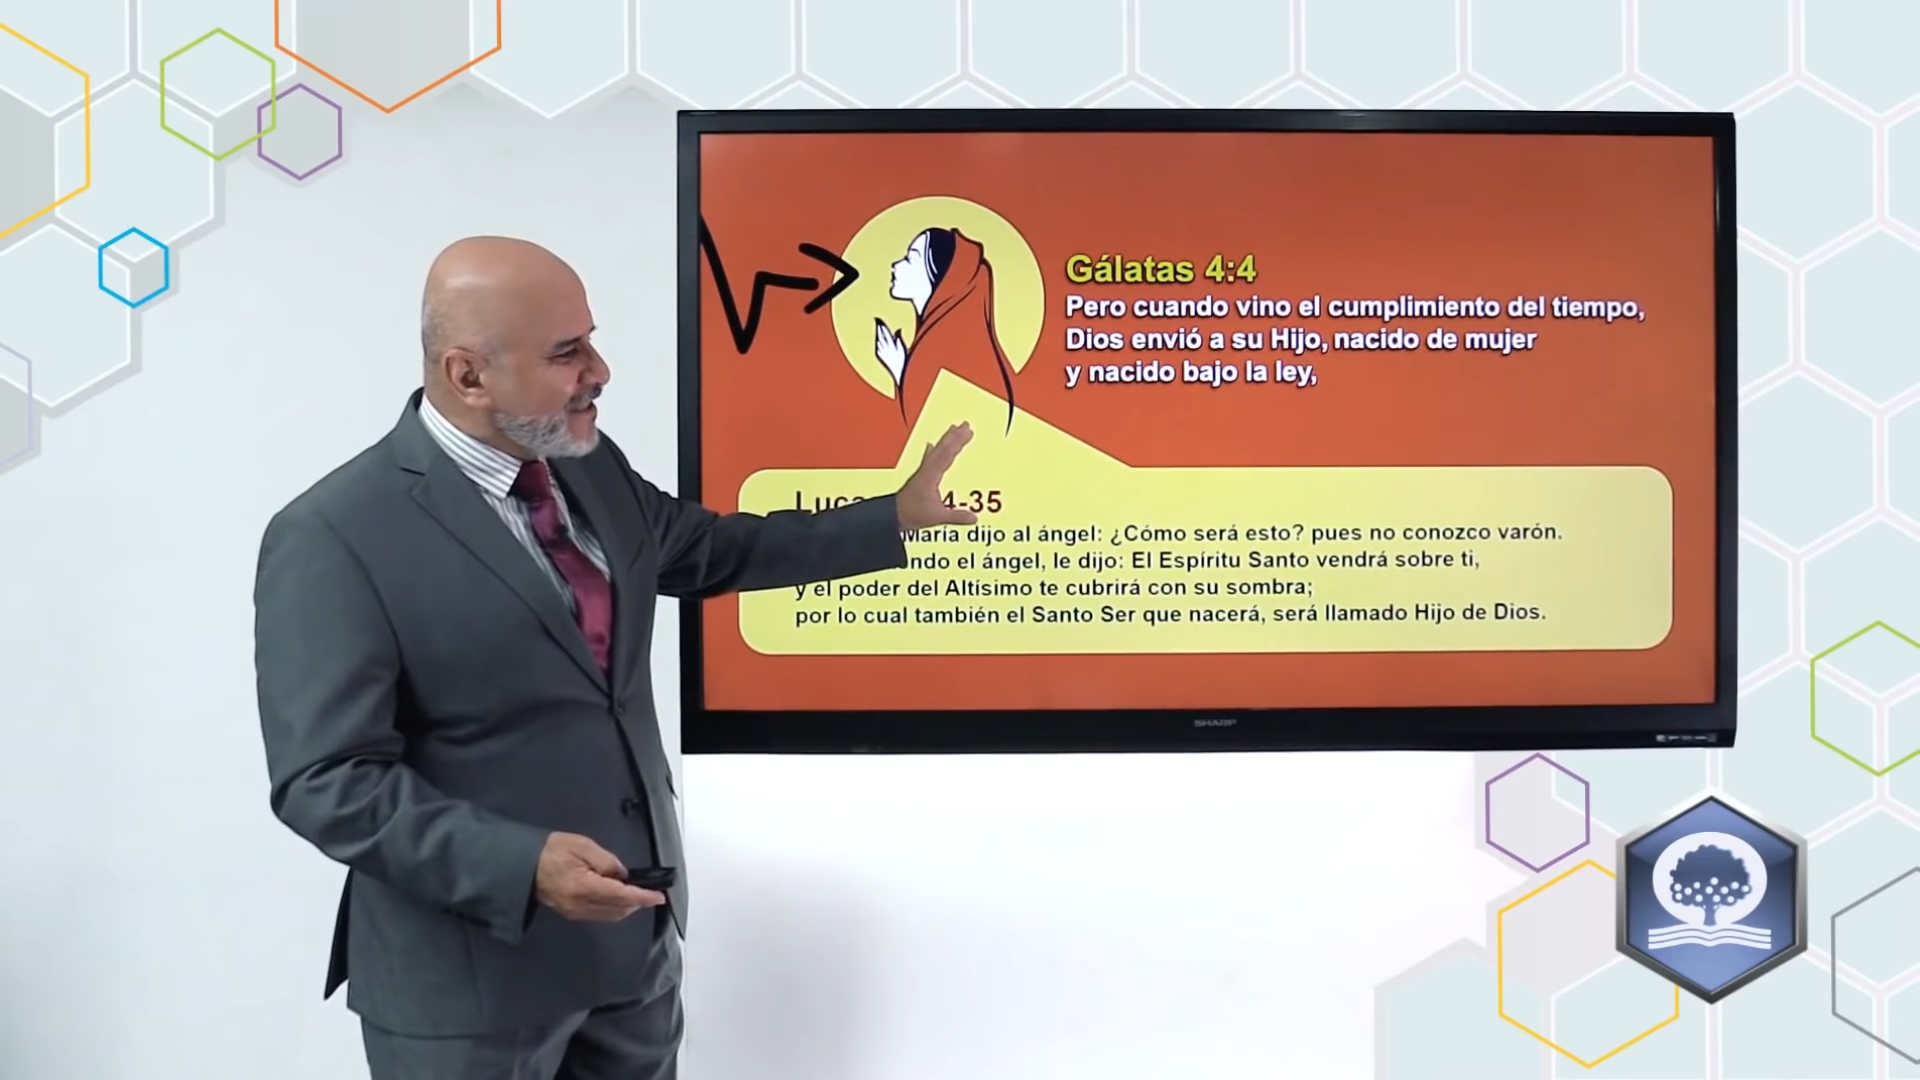 Gálatas 4:4
Pero cuando vino el cumplimiento del tiempo,
Dios envió a su Hijo, nacido de mujer
y nacido bajo la ley,
4-35
María dijo al ángel: ¿Cómo será esto? pues no conozco varón.
el ángel, le dijo: El Espíritu Santo vendrá sobre ti,
y el poder del Altísimo te cubrirá con su sombra;
por lo cual también el Santo Ser que nacerá, será llamado Hijo de Dios.
SHARP